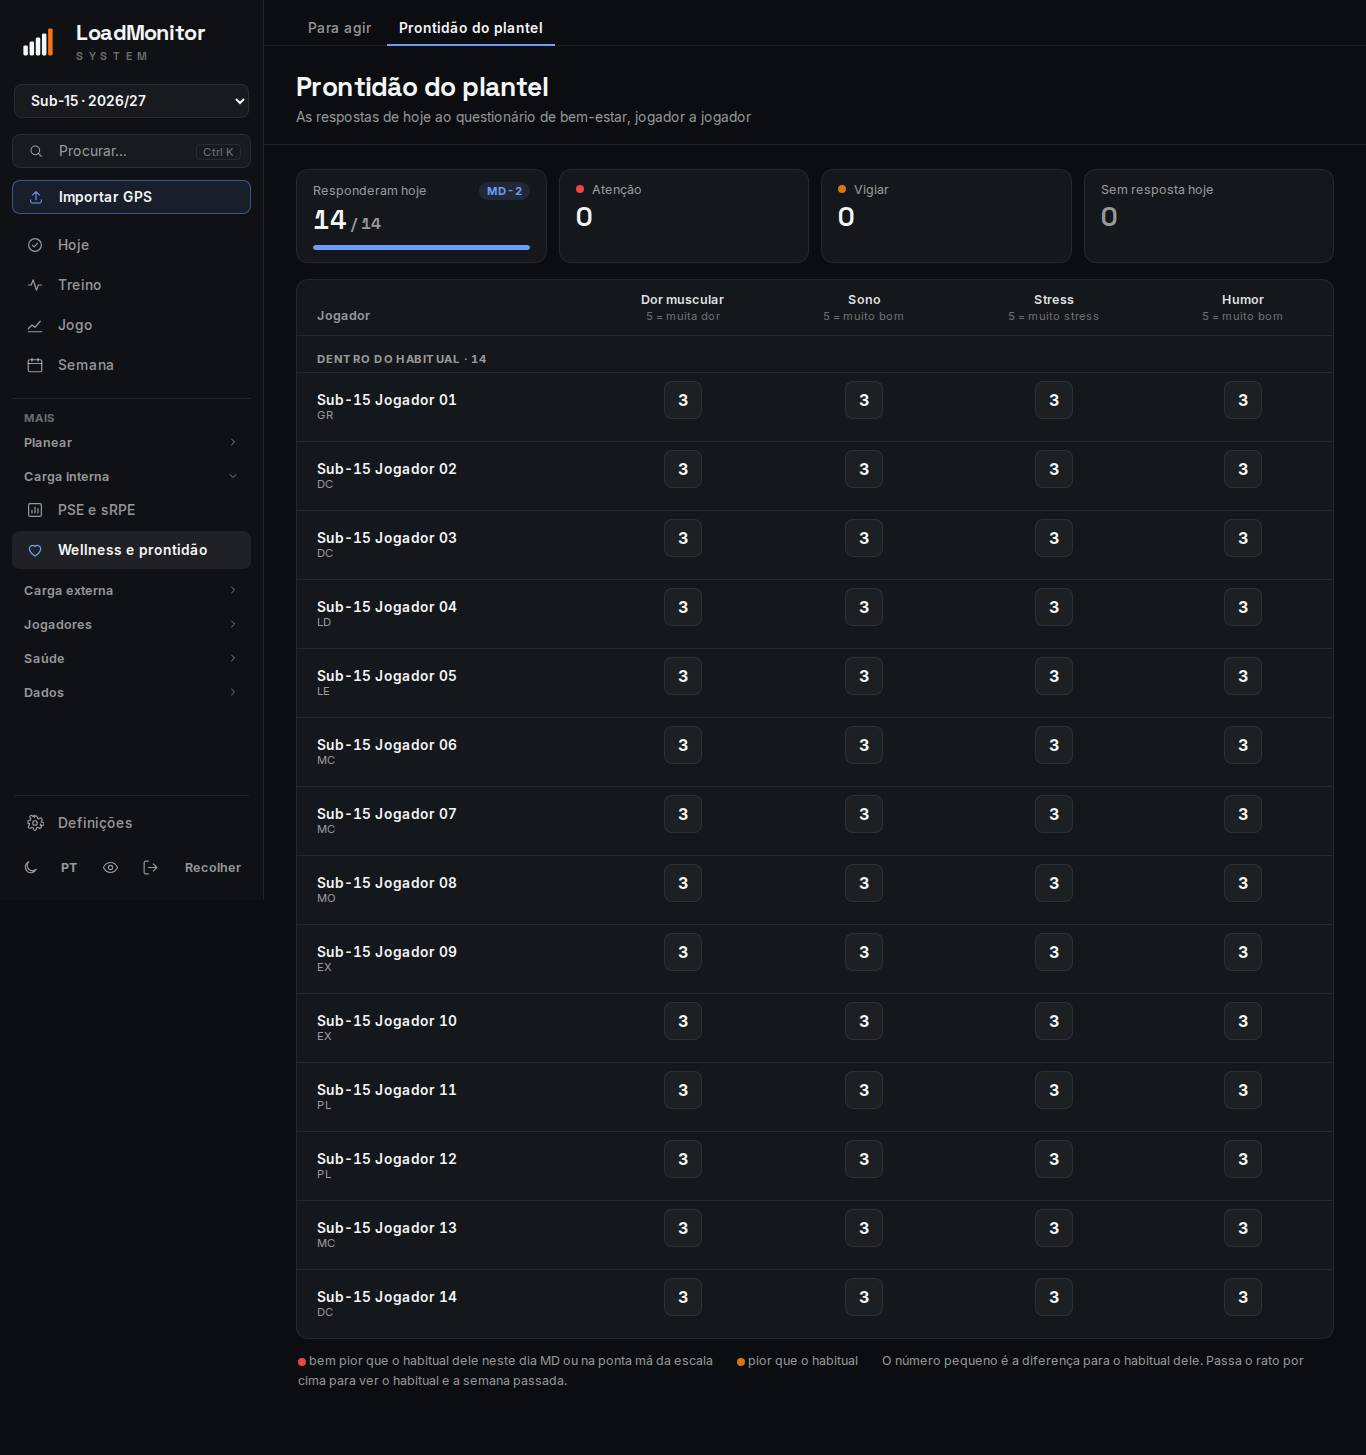 LoadMonitor
SYSTEM
Sub-15 · 2026/27
Procurar...
Ctrl K
Importar GPS
Hoje
Treino
Jogo
Semana
MAIS
Planear
Carga interna
PSE e sRPE
Wellness e prontidão
Carga externa
Jogadores
Saúde
Dados
Definições
PT
Recolher
Para agir
Prontidão do plantel
Prontidão do plantel
As respostas de hoje ao questionário de bem-estar, jogador a jogador
Responderam hoje
MD-2
14 / 14
Atenção
0
Vigiar
0
Sem resposta hoje
0
Jogador
Dor muscular
5 = muita dor
Sono
5 = muito bom
Stress
5 = muito stress
Humor
5 = muito bom
DENTRO DO HABITUAL · 14
Sub-15 Jogador 01
GR
3 3 3 3
Sub-15 Jogador 02
DC
3 3 3 3
Sub-15 Jogador 03
DC
3 3 3 3
Sub-15 Jogador 04
LD
3 3 3 3
Sub-15 Jogador 05
LE
3 3 3 3
Sub-15 Jogador 06
MC
3 3 3 3
Sub-15 Jogador 07
MC
3 3 3 3
Sub-15 Jogador 08
MO
3 3 3 3
Sub-15 Jogador 09
EX
3 3 3 3
Sub-15 Jogador 10
EX
3 3 3 3
Sub-15 Jogador 11
PL
3 3 3 3
Sub-15 Jogador 12
PL
3 3 3 3
Sub-15 Jogador 13
MC
3 3 3 3
Sub-15 Jogador 14
DC
3 3 3 3
bem pior que o habitual dele neste dia MD ou na ponta má da escala pior que o habitual O número pequeno é a diferença para o habitual dele. Passa o rato por
cima para ver o habitual e a semana passada.